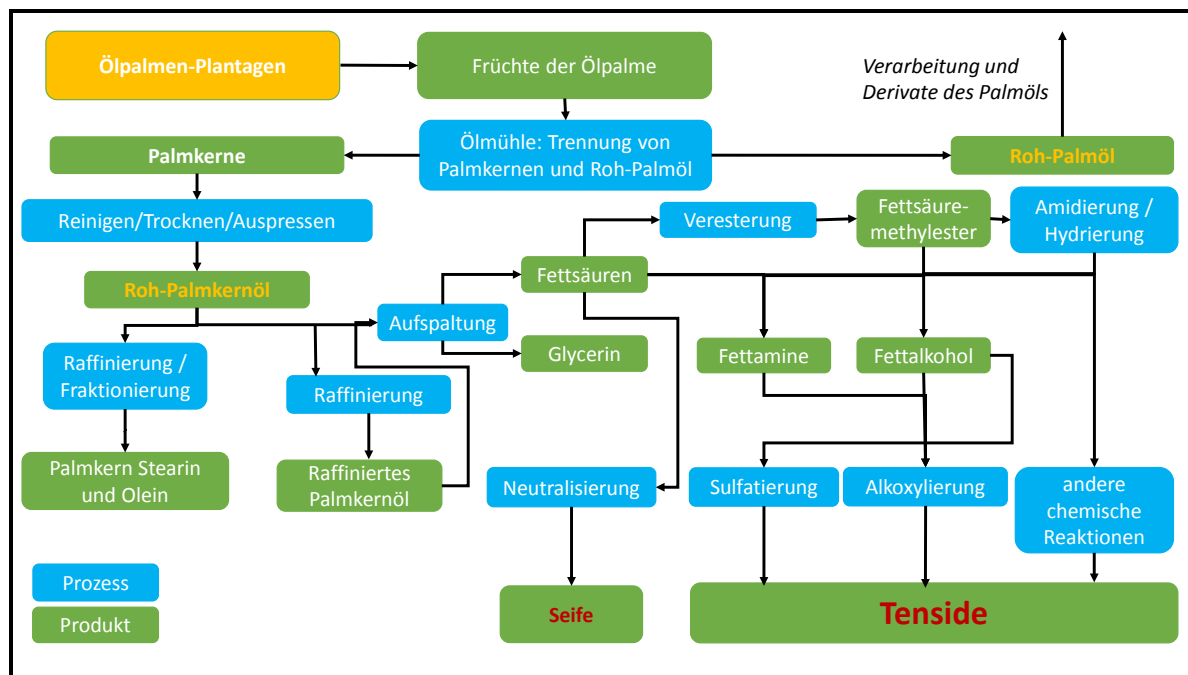 Ölpalmen-Plantagen
Früchte der Ölpalme
Verarbeitung und
Derivate des Palmöls
Palmkerne
Ölmühle: Trennung von
Palmkernen und Roh-Palmöl
Roh-Palmöl
Reinigen/Trocknen/Auspressen
Veresterung
Fettsäure-
methylester
Amidierung /
Hydrierung
Roh-Palmkernöl
Fettsäuren
Aufspaltung
Glycerin
Fettamine
Fettalkohol
Raffinierung /
Fraktionierung
Raffinierung
Palmkern Stearin
und Olein
Raffiniertes
Palmkernöl
Neutralisierung
Sulfatierung
Alkoxylierung
andere
chemische
Reaktionen
Prozess
Produkt
Seife
Tenside